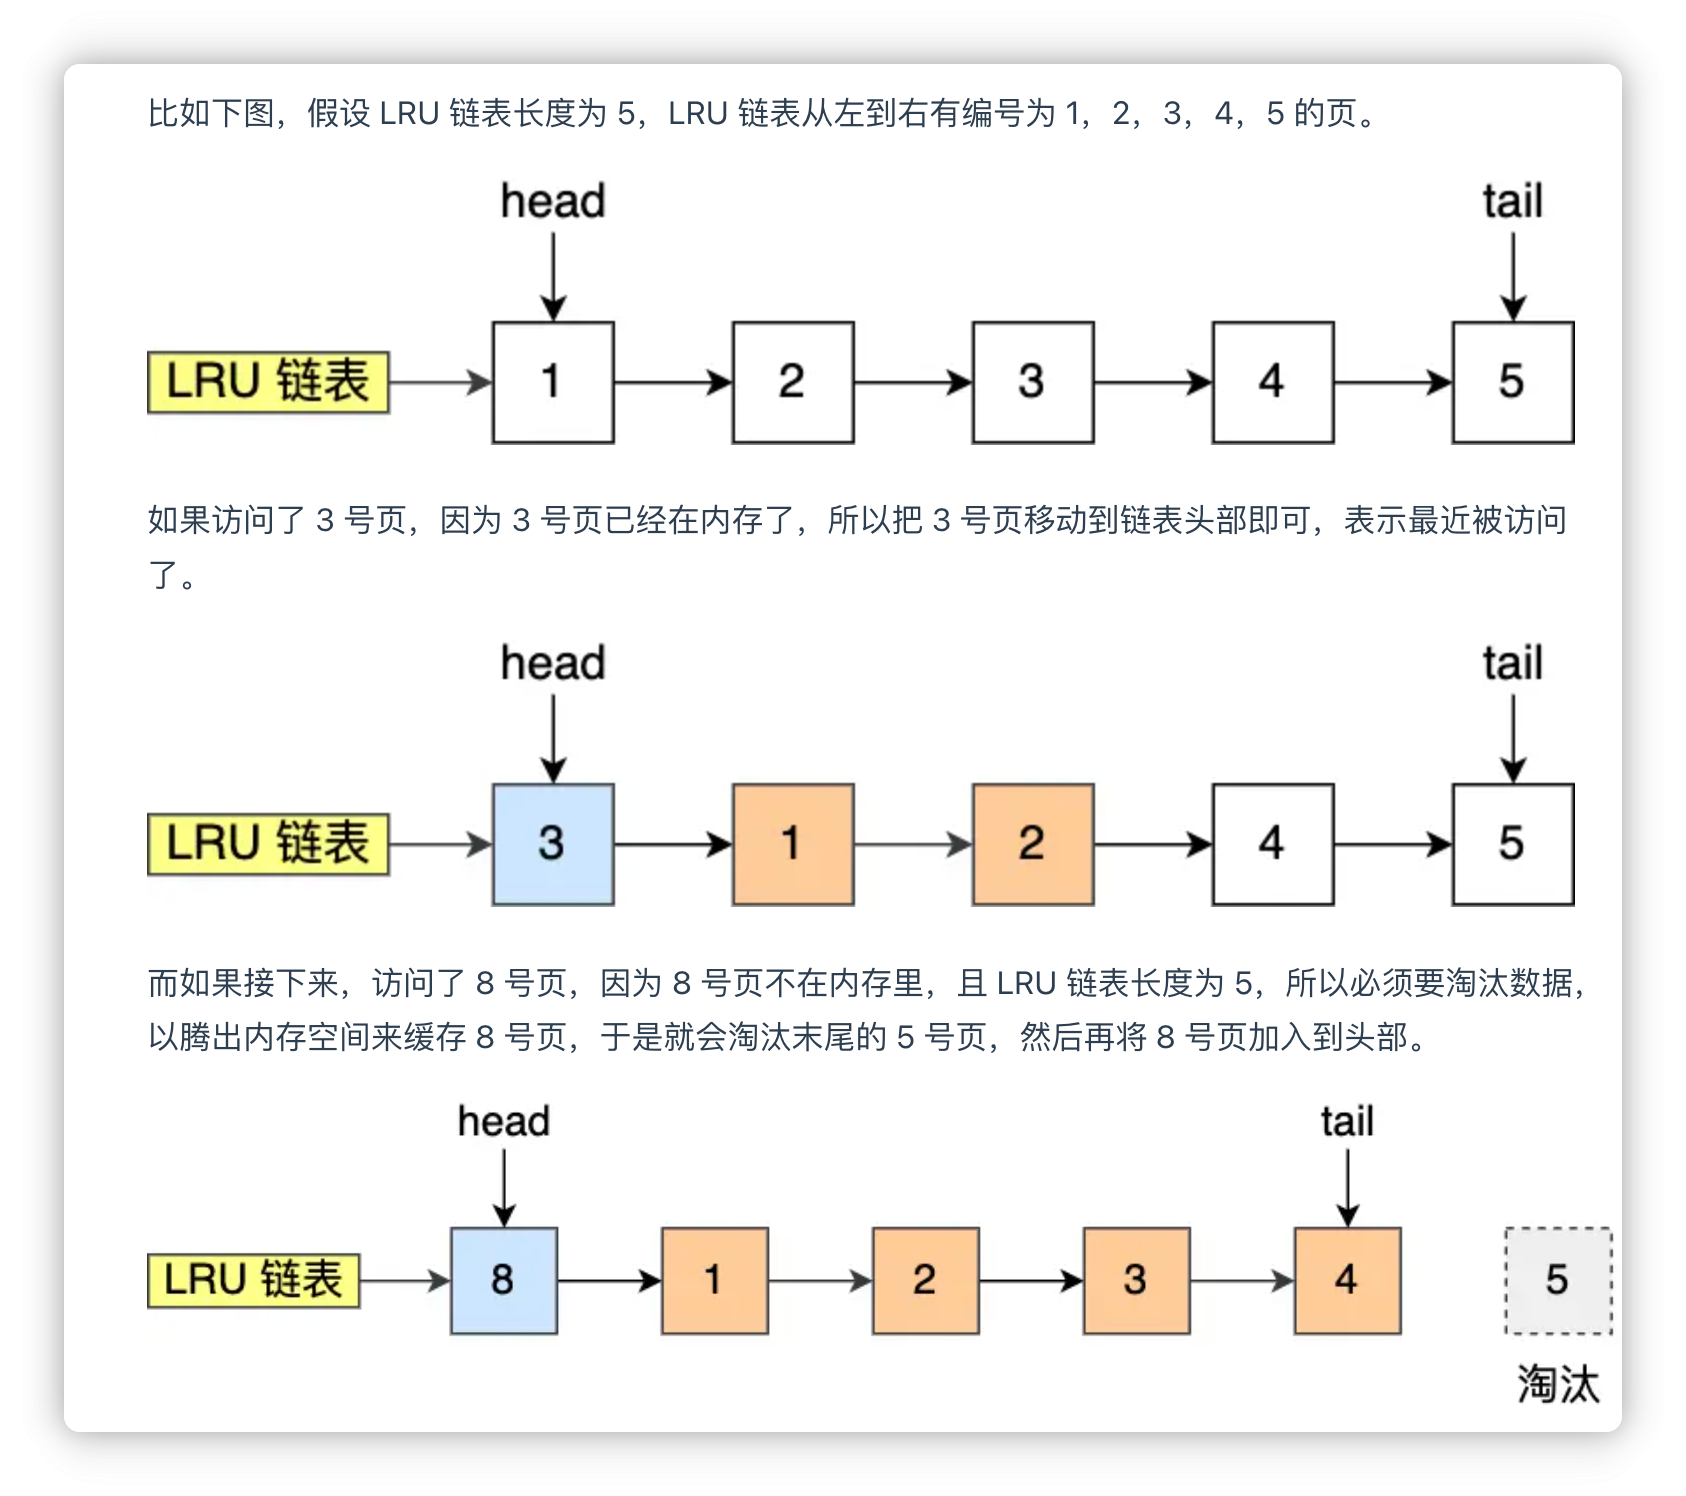 比如下图，假设 LRU 链表长度为 5，LRU 链表从左到右有编号为 1，2，3，4，5 的页。
head tail
LRU 链表 1 2 3 4 5
如果访问了 3 号页，因为 3 号页已经在内存了，所以把 3 号页移动到链表头部即可，表示最近被访问
了。
head tail
LRU 链表 3 1 2 4 5
而如果接下来，访问了 8 号页，因为 8 号页不在内存里，且 LRU 链表长度为 5，所以必须要淘汰数据，
以腾出内存空间来缓存 8 号页，于是就会淘汰末尾的 5 号页，然后再将 8 号页加入到头部。
head tail
LRU 链表 8 1 2 3 4 5
淘汰